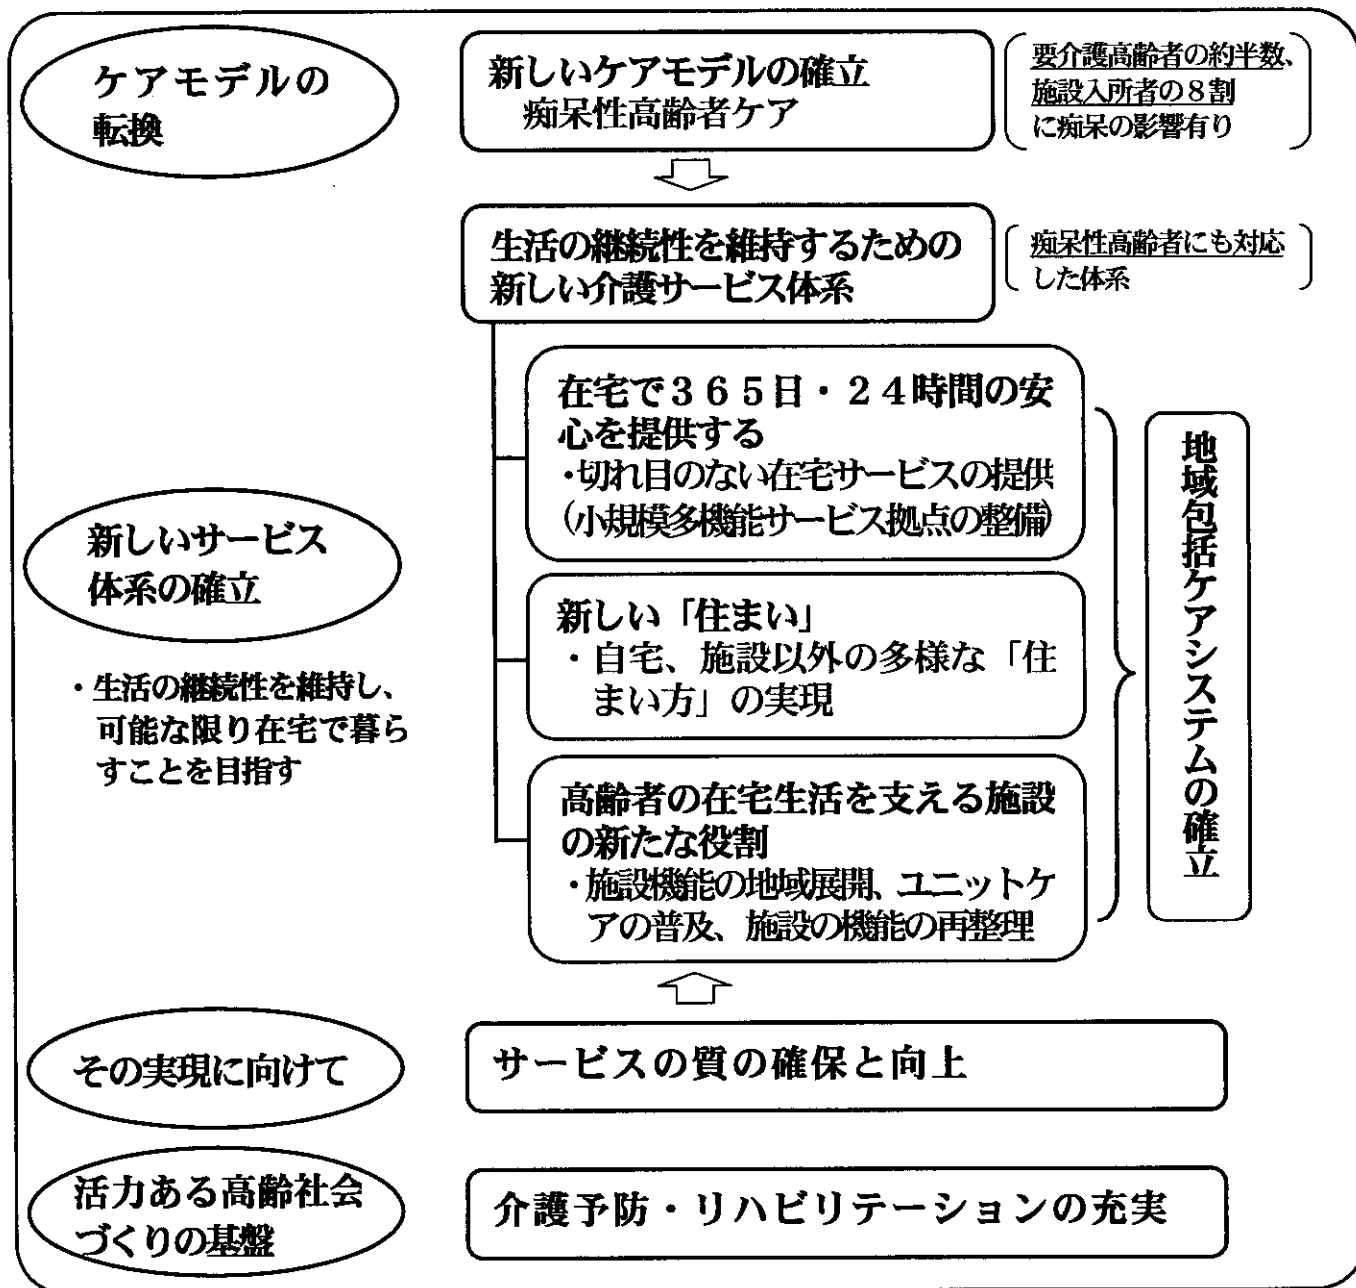 ケアモデルの
転換
新しいケアモデルの確立
痴呆性高齢者ケア
要介護高齢者の約半数、
施設入所者の8割
に痴呆の影響有り
生活の継続性を維持するための
新しい介護サービス体系
痴呆性高齢者にも対応
した体系
新しいサービス
体系の確立
・生活の継続性を維持し、
可能な限り在宅で暮ら
すことを目指す
在宅で365日・24時間の安
心を提供する
・切れ目のない在宅サービスの提供
(小規模多機能サービス拠点の整備)
新しい「住まい」
・自宅、施設以外の多様な「住
まい方」の実現
高齢者の在宅生活を支える施設
の新たな役割
・施設機能の地域展開、ユニットケ
アの普及、施設の機能の再整理
地域包括ケアシステムの確立
その実現に向けて
サービスの質の確保と向上
活力ある高齢社会
づくりの基盤
介護予防・リハビリテーションの充実